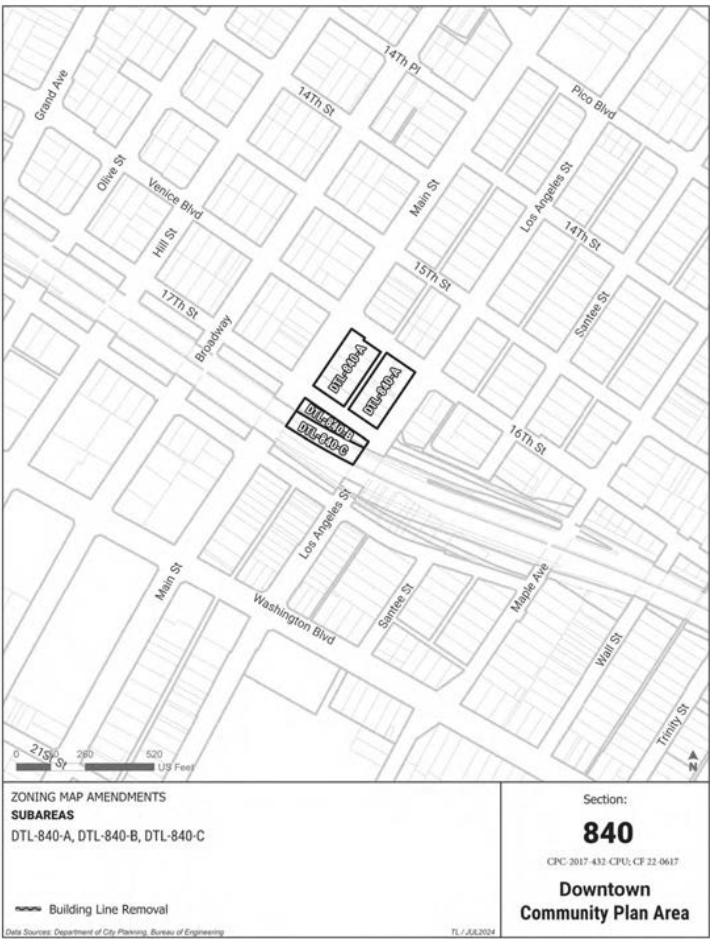 14Th Pl
Grand Ave
Pico Blvd
14Th St
Olive St
Main St
Los Angeles St
Venice Blvd
14Th St
Hill St
15Th St
17Th St
Santee St
Broadway
DTL-840-A
DTL-840-A
DTL-840-B
DTL-840-C
16Th St
Los Angeles St
Main St
Maple Ave
Santee St
Washington Blvd
Wall St
Trinity St
21St St
0 260 520
US Feet
N
ZONING MAP AMENDMENTS
SUBAREAS
DTL-840-A, DTL-840-B, DTL-840-C
Building Line Removal
Data Sources: Department of City Planning, Bureau of Engineering
TL / JUL2024
Section:
840
CPC-2017-432-CPU; CF 22-0617
Downtown
Community Plan Area